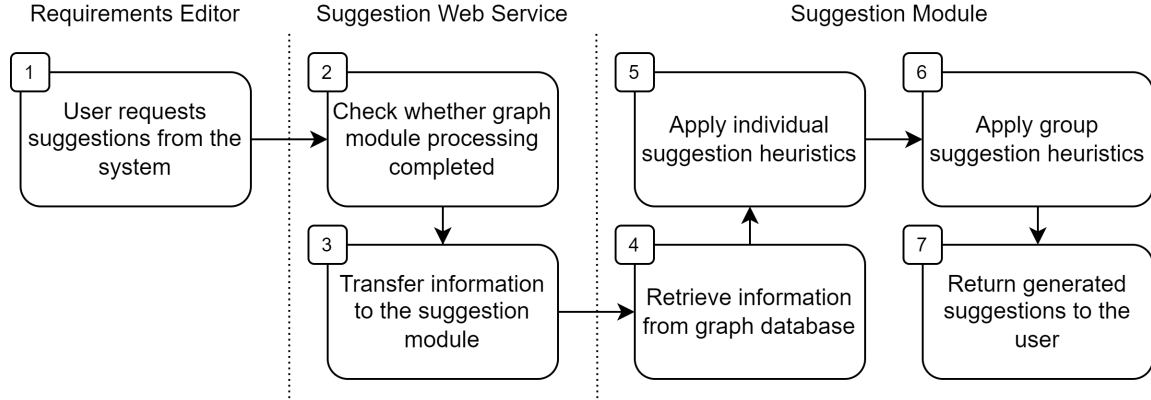 Requirements Editor
Suggestion Web Service
Suggestion Module
1
User requests
suggestions from the
system
2
Check whether graph
module processing
completed
3
Transfer information
to the suggestion
module
4
Retrieve information
from graph database
5
Apply individual
suggestion heuristics
6
Apply group
suggestion heuristics
7
Return generated
suggestions to the
user